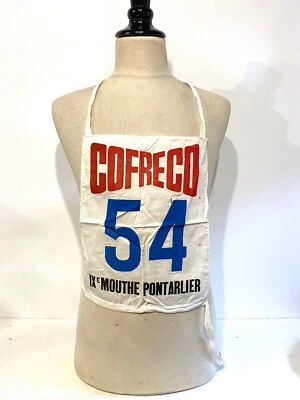 COFRECO
54
IXᵉ MOUTHE PONTARLIER